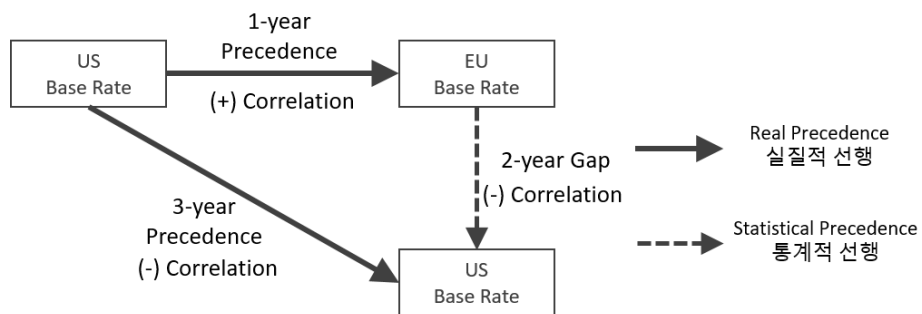 1-year
Precedence
US
Base Rate
EU
Base Rate
(+) Correlation
2-year Gap
(-) Correlation
3-year
Precedence
(-) Correlation
US
Base Rate
Real Precedence
실질적 선행
Statistical Precedence
통계적 선행